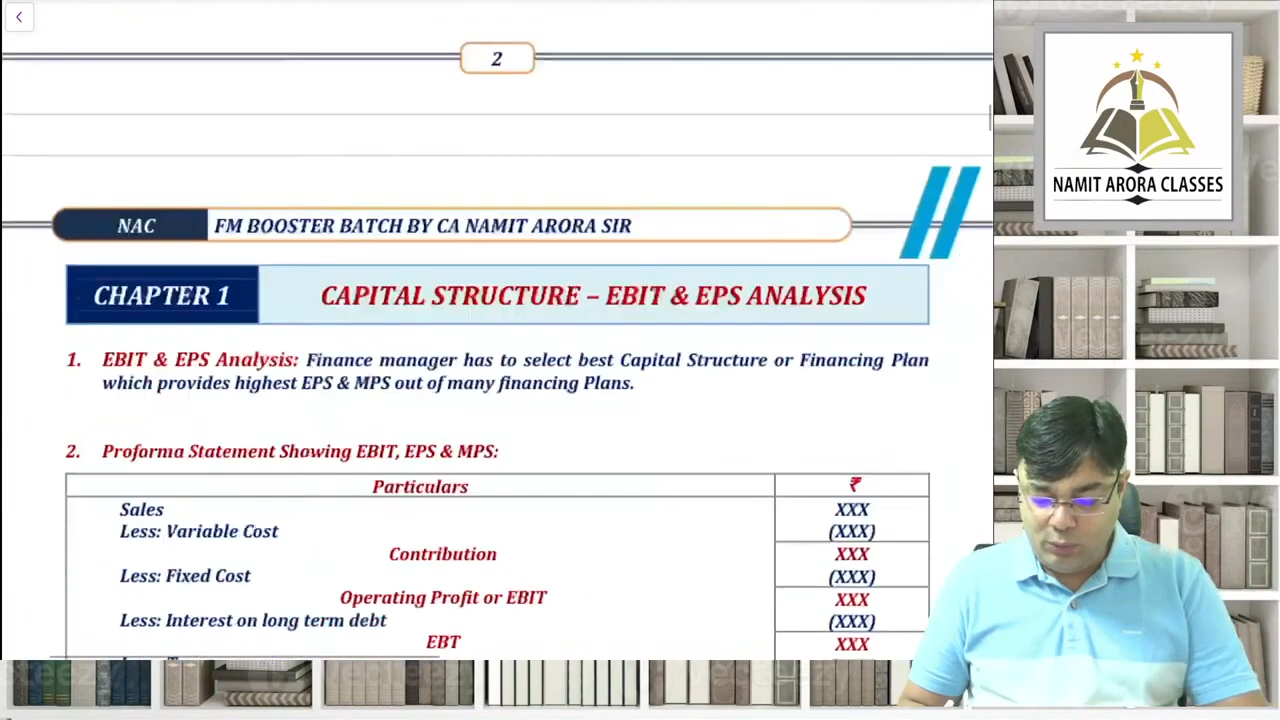 2
NAC FM BOOSTER BATCH BY CA NAMIT ARORA SIR
CHAPTER 1 CAPITAL STRUCTURE – EBIT & EPS ANALYSIS
1. EBIT & EPS Analysis: Finance manager has to select best Capital Structure or Financing Plan
which provides highest EPS & MPS out of many financing Plans.
2. Proforma Statement Showing EBIT, EPS & MPS:
Particulars ₹
Sales XXX
Less: Variable Cost (XXX)
Contribution XXX
Less: Fixed Cost (XXX)
Operating Profit or EBIT XXX
Less: Interest on long term debt (XXX)
EBT XXX
NAMIT ARORA CLASSES